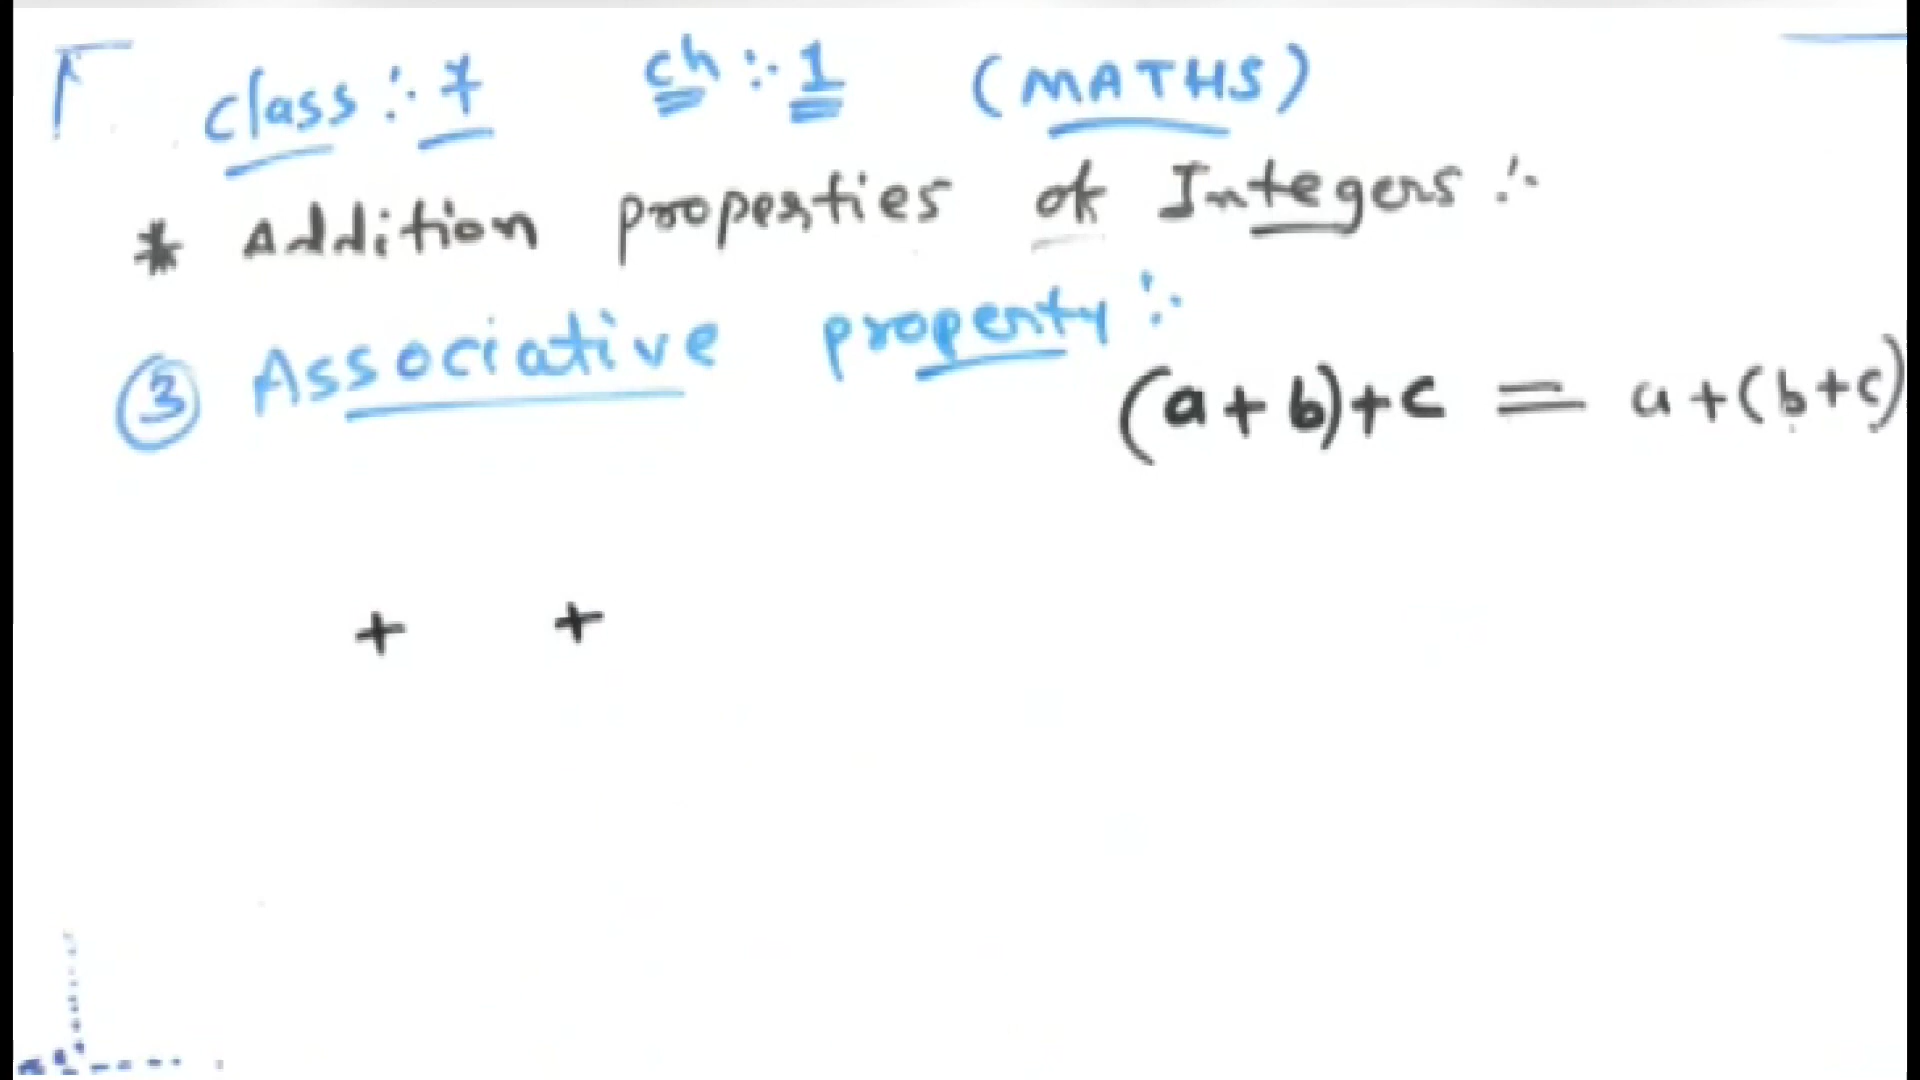 class : 7 ch : 1 (MATHS)
* Addition properties of Integers :
③ Associative property :
(a+b)+c = a+(b+c)
+ +